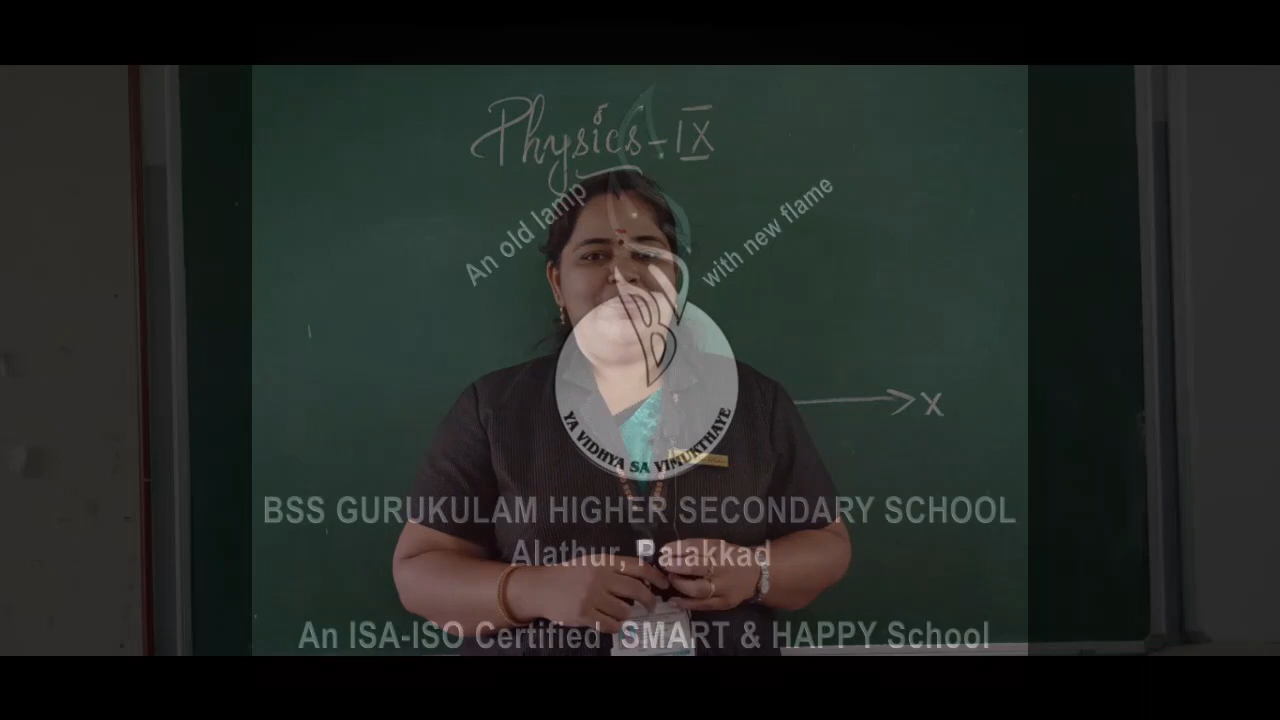 Physics - IX
An old lamp
with new flame
B
X
YA VIDHYA SA VIMUKTHAYE
BSS GURUKULAM HIGHER SECONDARY SCHOOL
Alathur, Palakkad
An ISA-ISO Certified SMART & HAPPY School